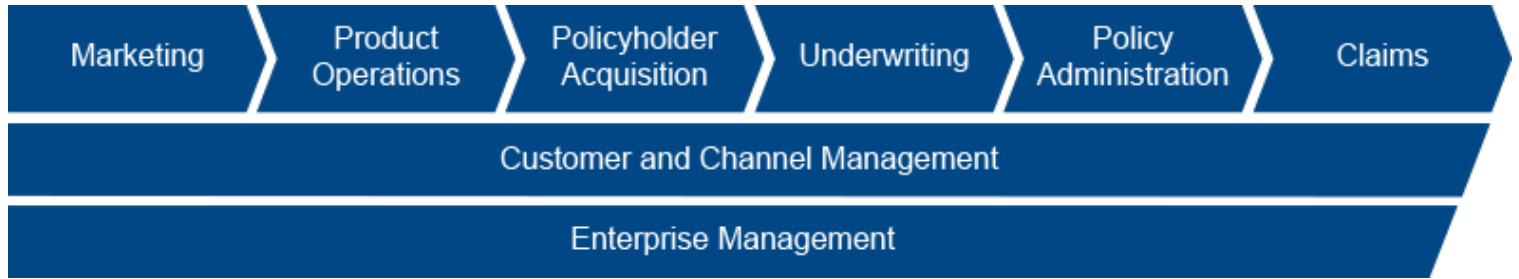 Marketing
Product
Operations
Policyholder
Acquisition
Underwriting
Policy
Administration
Claims
Customer and Channel Management
Enterprise Management